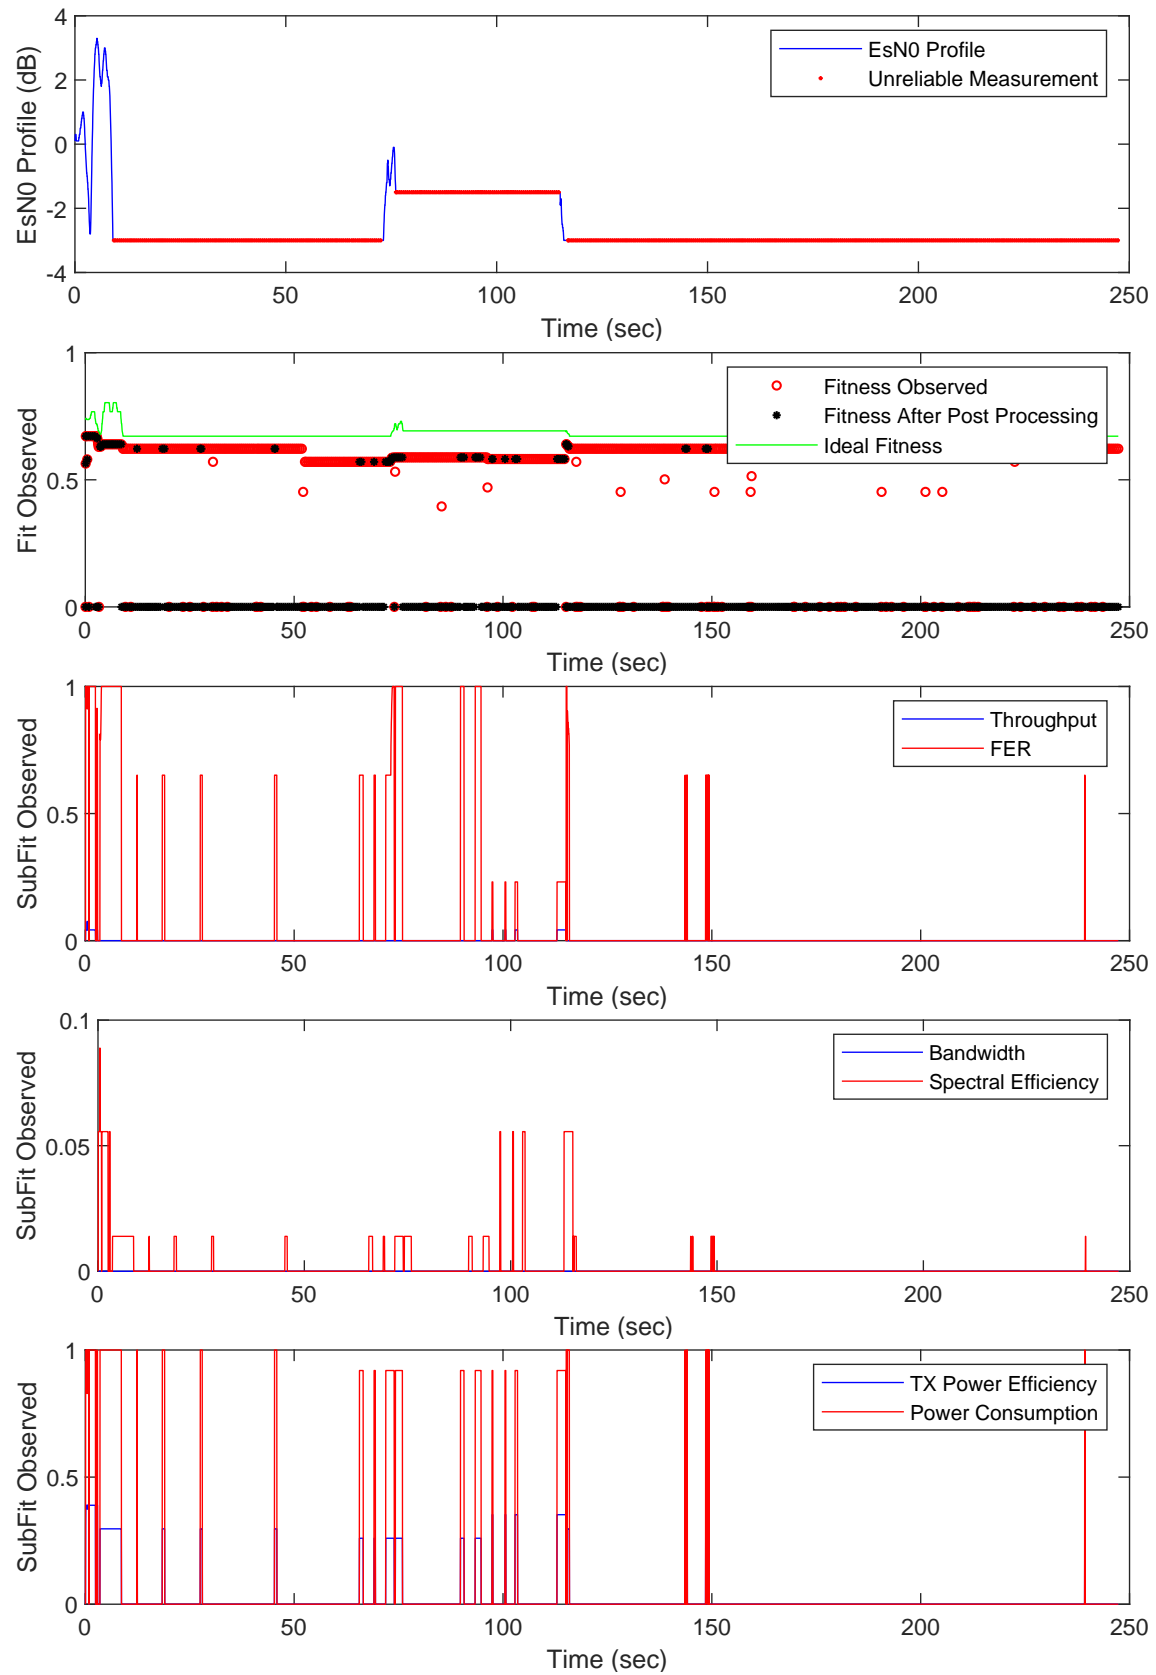 4
2
0
-2
-4
EsN0 Profile (dB)
EsN0 Profile
Unreliable Measurement
0 50 100 150 200 250
Time (sec)
1
0.5
0
Fit Observed
Fitness Observed
Fitness After Post Processing
Ideal Fitness
0 50 100 150 200 250
Time (sec)
1
0.5
0
SubFit Observed
Throughput
FER
0 50 100 150 200 250
Time (sec)
0.1
0.05
0
SubFit Observed
Bandwidth
Spectral Efficiency
0 50 100 150 200 250
Time (sec)
1
0.5
0
SubFit Observed
TX Power Efficiency
Power Consumption
0 50 100 150 200 250
Time (sec)